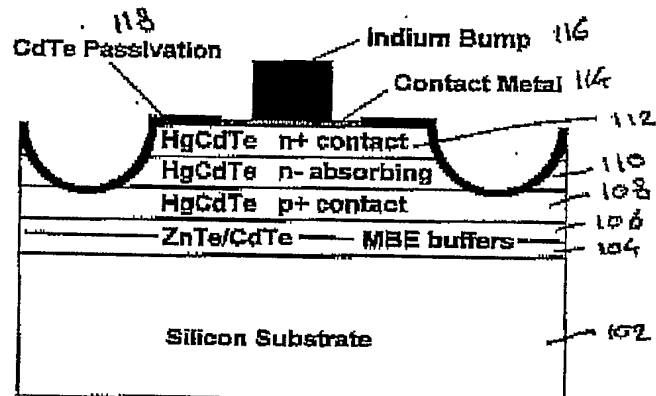 118
CdTe Passivation
Indium Bump 116
Contact Metal 114
112
HgCdTe n+ contact
110
HgCdTe n- absorbing
108
HgCdTe p+ contact
106
ZnTe/CdTe MBE buffers
104
Silicon Substrate 102